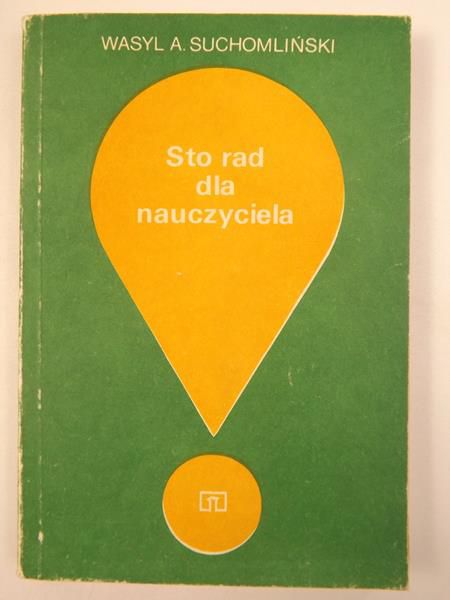 WASYL A. SUCHOMLIŃSKI
Sto rad
dla
nauczyciela